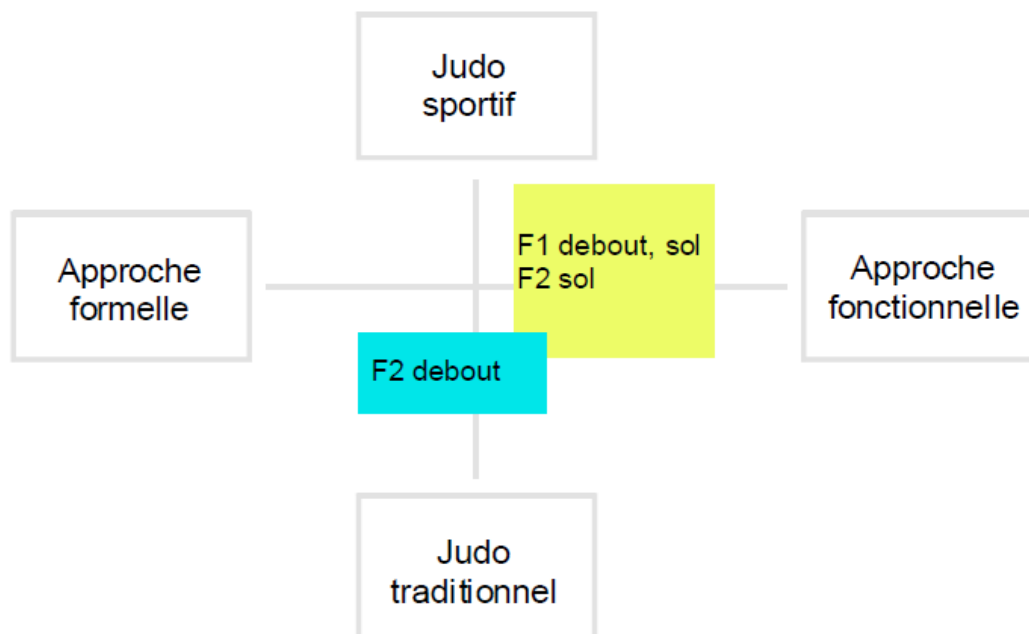 Judo
sportif
Approche
formelle
F1 debout, sol
F2 sol
Approche
fonctionnelle
F2 debout
Judo
traditionnel